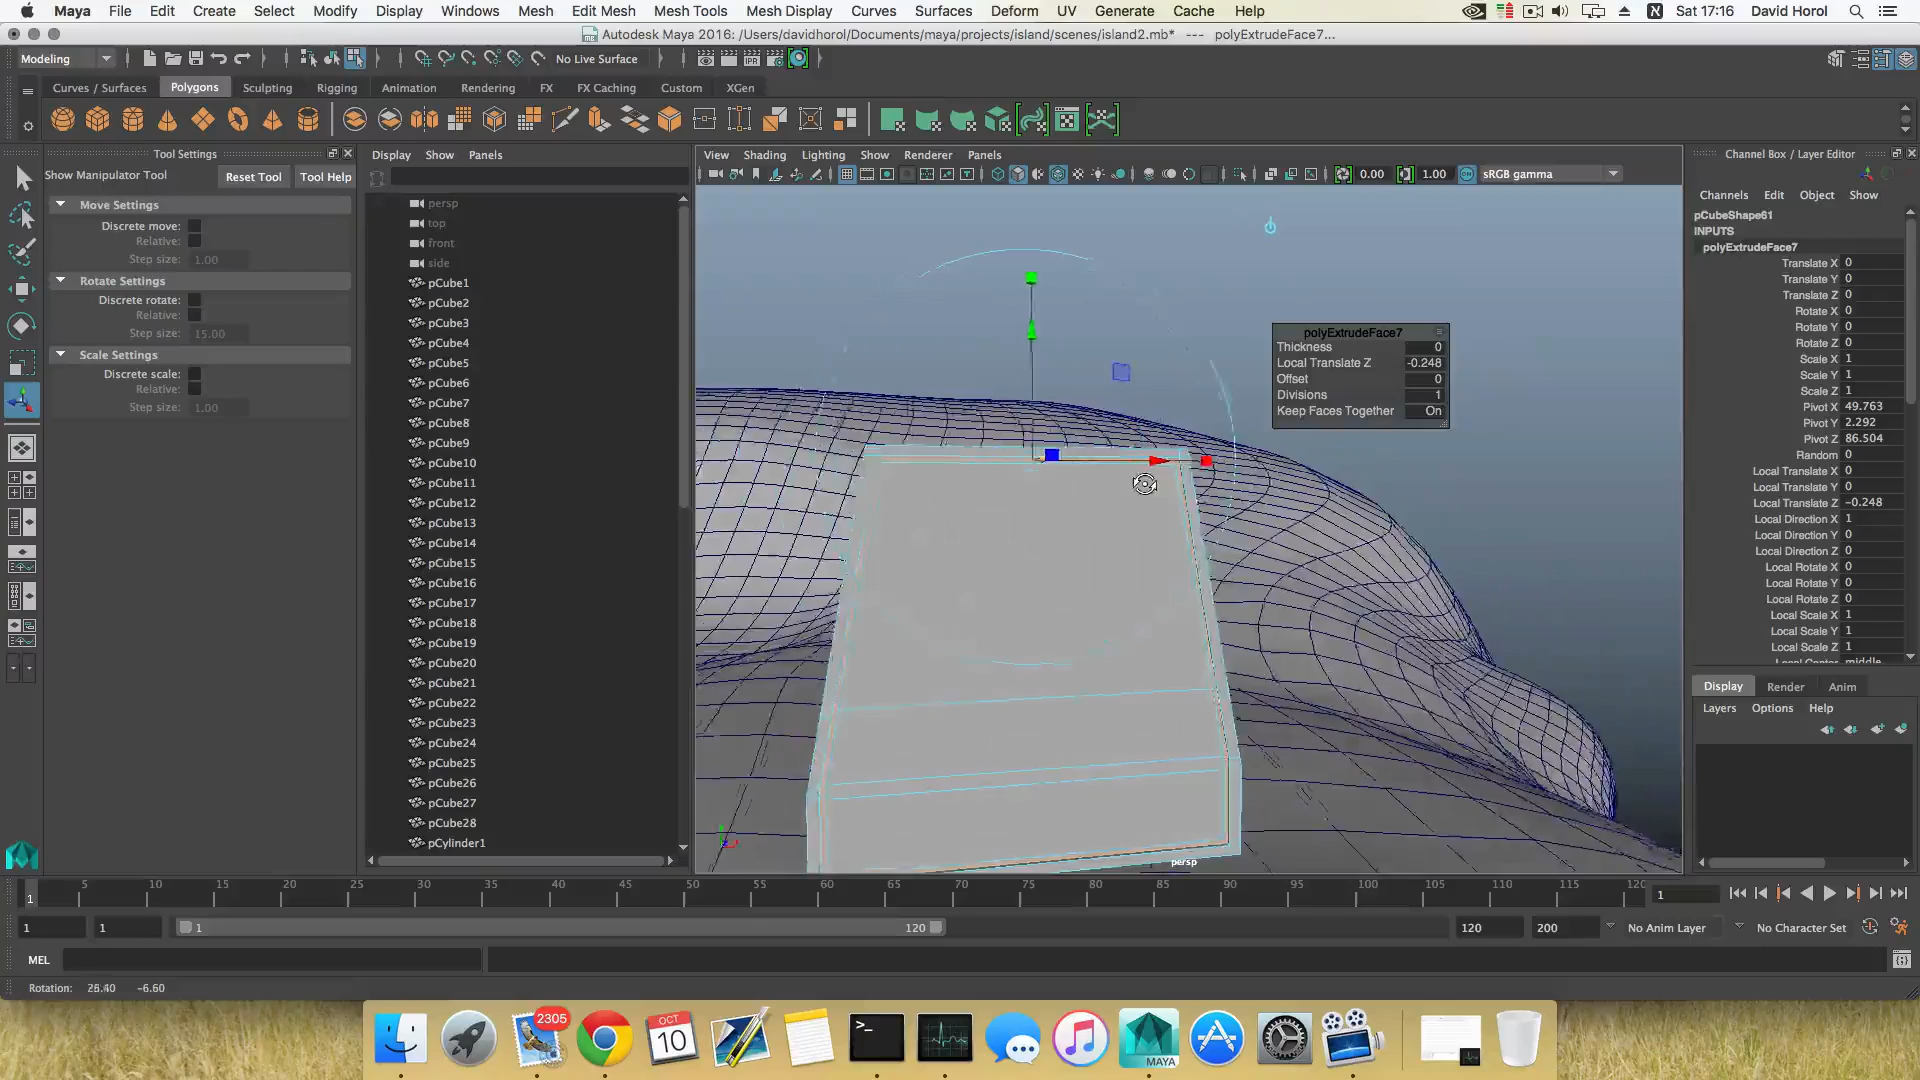 Maya File Edit Create Select Modify Display Windows Mesh Edit Mesh Mesh Tools Mesh Display Curves Surfaces Deform UV Generate Cache Help Sat 17:16 David Horol
Autodesk Maya 2016: /Users/davidhorol/Documents/maya/projects/island/scenes/island2.mb* --- polyExtrudeFace7...
Modeling No Live Surface
Curves / Surfaces Polygons Sculpting Rigging Animation Rendering FX FX Caching Custom XGen
Tool Settings
Show Manipulator Tool Reset Tool Tool Help
Move Settings
Discrete move:
Relative:
Step size: 1.00
Rotate Settings
Discrete rotate:
Relative:
Step size: 15.00
Scale Settings
Discrete scale:
Relative:
Step size: 1.00
Display Show Panels
persp
top
front
side
pCube1
pCube2
pCube3
pCube4
pCube5
pCube6
pCube7
pCube8
pCube9
pCube10
pCube11
pCube12
pCube13
pCube14
pCube15
pCube16
pCube17
pCube18
pCube19
pCube20
pCube21
pCube22
pCube23
pCube24
pCube25
pCube26
pCube27
pCube28
pCylinder1
View Shading Lighting Show Renderer Panels
0.00 1.00 sRGB gamma
polyExtrudeFace7
Thickness 0
Local Translate Z -0.248
Offset 0
Divisions 1
Keep Faces Together On
persp
Channel Box / Layer Editor
Channels Edit Object Show
pCubeShape61
INPUTS
polyExtrudeFace7
Translate X 0
Translate Y 0
Translate Z 0
Rotate X 0
Rotate Y 0
Rotate Z 0
Scale X 1
Scale Y 1
Scale Z 1
Pivot X 49.763
Pivot Y 2.292
Pivot Z 86.504
Random 0
Local Translate X 0
Local Translate Y 0
Local Translate Z -0.248
Local Direction X 1
Local Direction Y 0
Local Direction Z 0
Local Rotate X 0
Local Rotate Y 0
Local Rotate Z 0
Local Scale X 1
Local Scale Y 1
Local Scale Z 1
Local Center middle
Display Render Anim
Layers Options Help
1 5 10 15 20 25 30 35 40 45 50 55 60 65 70 75 80 85 90 95 100 105 110 115 120 1
1 1 1 120 120 200 No Anim Layer No Character Set
MEL
Rotation: 26.40 -6.60
2305
OCT
10
MAYA